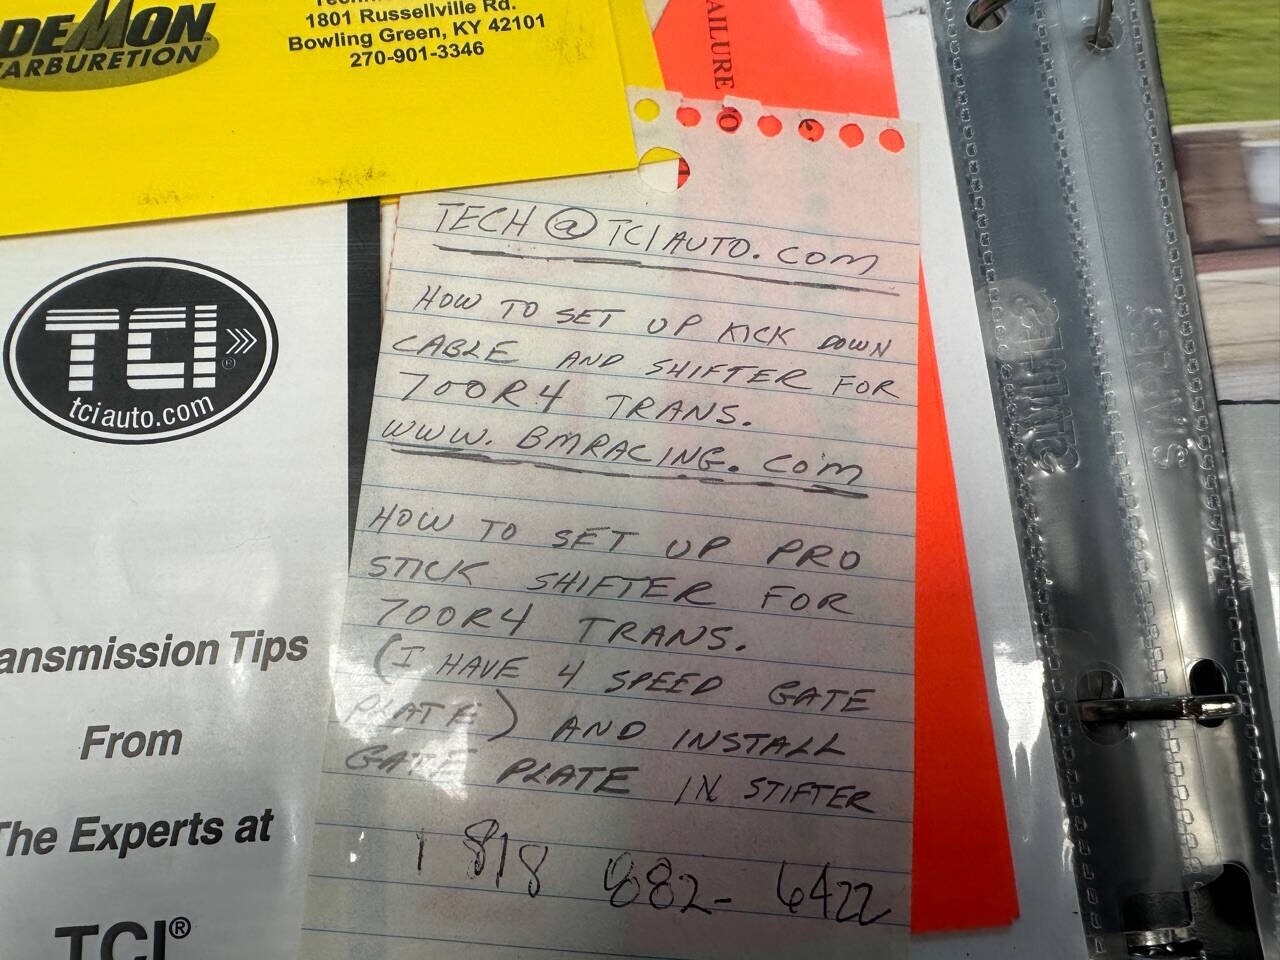 DEMON
CARBURETION
1801 Russellville Rd.
Bowling Green, KY 42101
270-901-3346
AILURE
TCI
®
tciauto.com
ansmission Tips
From
The Experts at
TCI®
TECH@TCIAUTO.COM
HOW TO SET UP KICK DOWN
CABLE AND SHIFTER FOR
700R4 TRANS.
WWW.BMRACING.COM
HOW TO SET UP PRO
STICK SHIFTER FOR
700R4 TRANS.
(I HAVE 4 SPEED GATE
PLATE) AND INSTALL
GATE PLATE IN STIFTER
1 818 882-6422
STAPLES
STAPLES